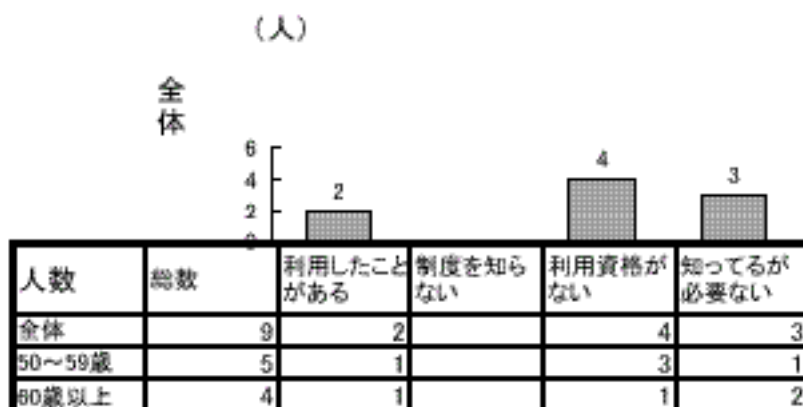 (人)
全体
6
4
2
0
2
4
3
人数 総数 利用したことがある 制度を知らない 利用資格がない 知ってるが必要ない
全体 9 2 4 3
50～59歳 5 1 3 1
60歳以上 4 1 1 2